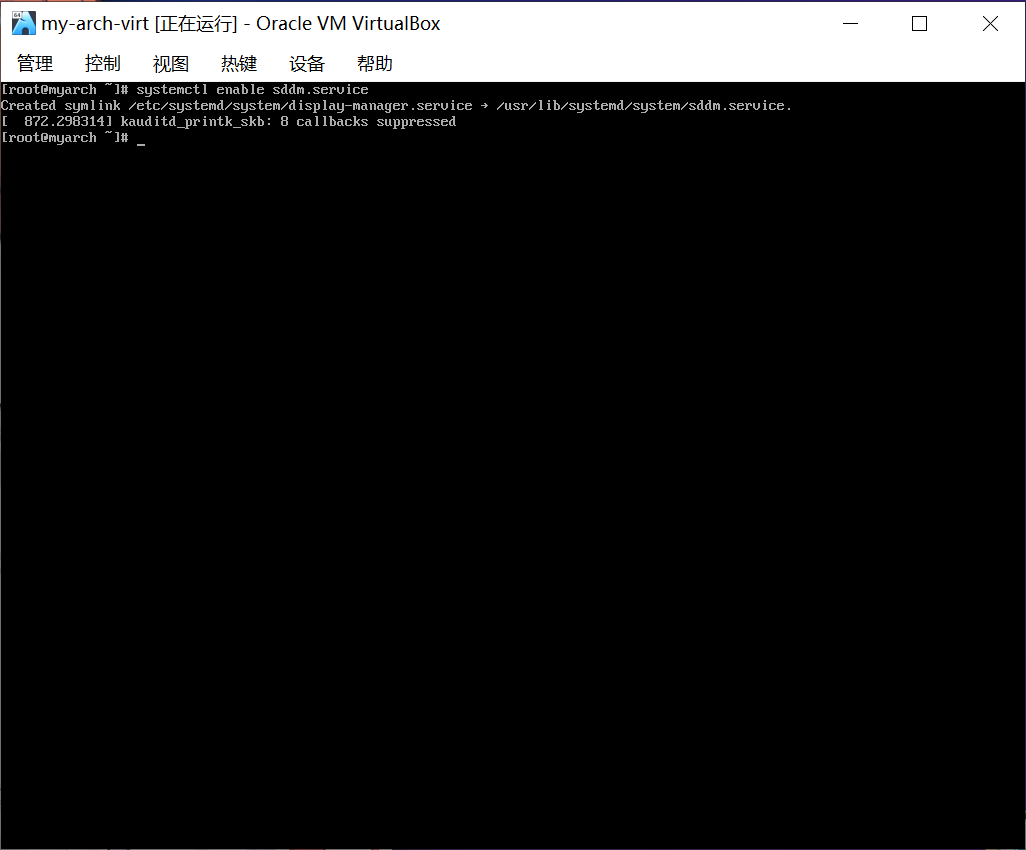 my-arch-virt [正在运行] - Oracle VM VirtualBox
管理 控制 视图 热键 设备 帮助
[root@myarch ~]# systemctl enable sddm.service
Created symlink /etc/systemd/system/display-manager.service → /usr/lib/systemd/system/sddm.service.
[  872.298314] kauditd_printk_skb: 8 callbacks suppressed
[root@myarch ~]# _